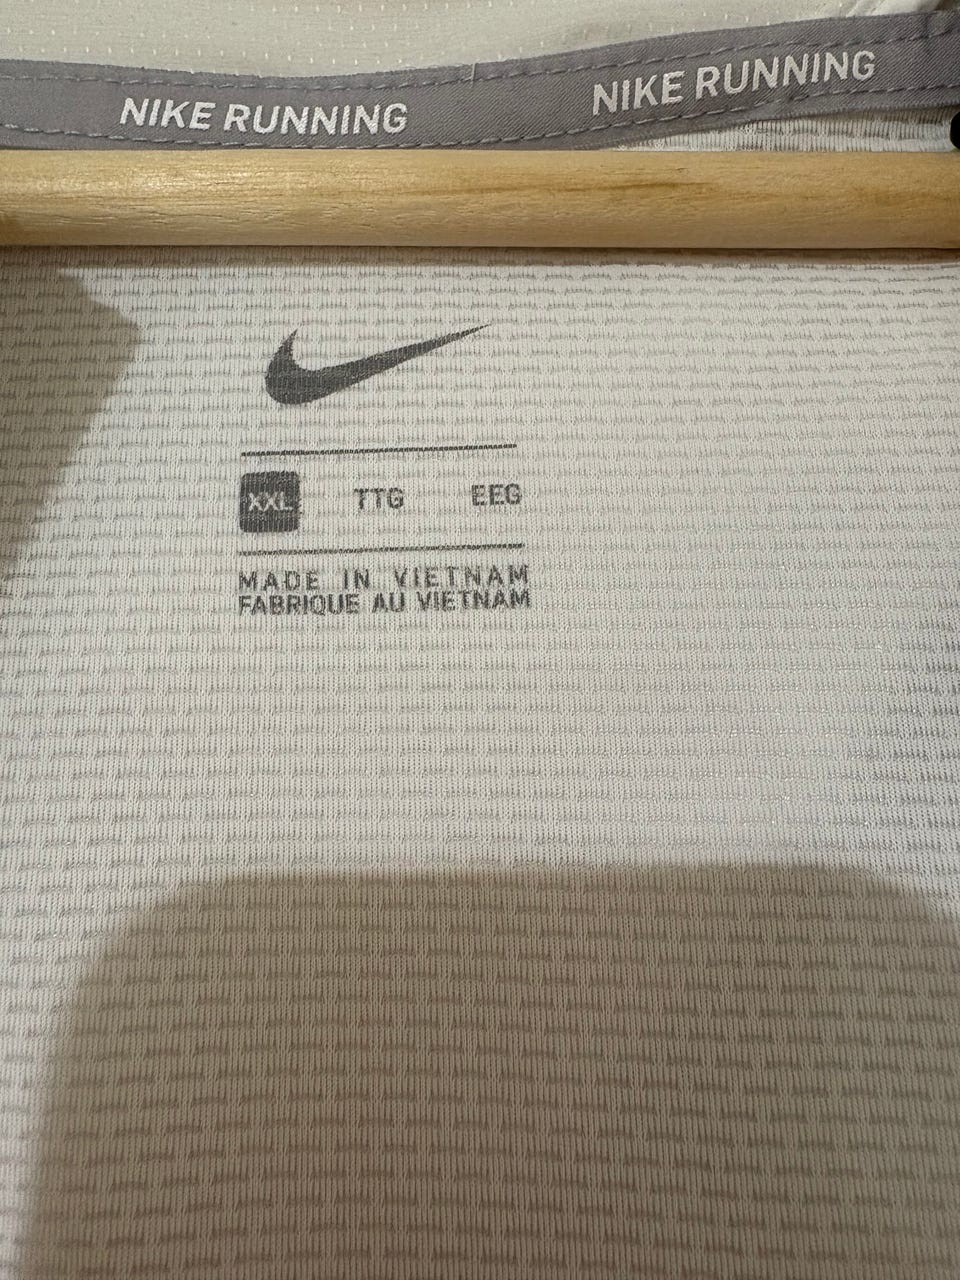 NIKE RUNNING NIKE RUNNING
XXL TTG EEG
MADE IN VIETNAM
FABRIQUE AU VIETNAM